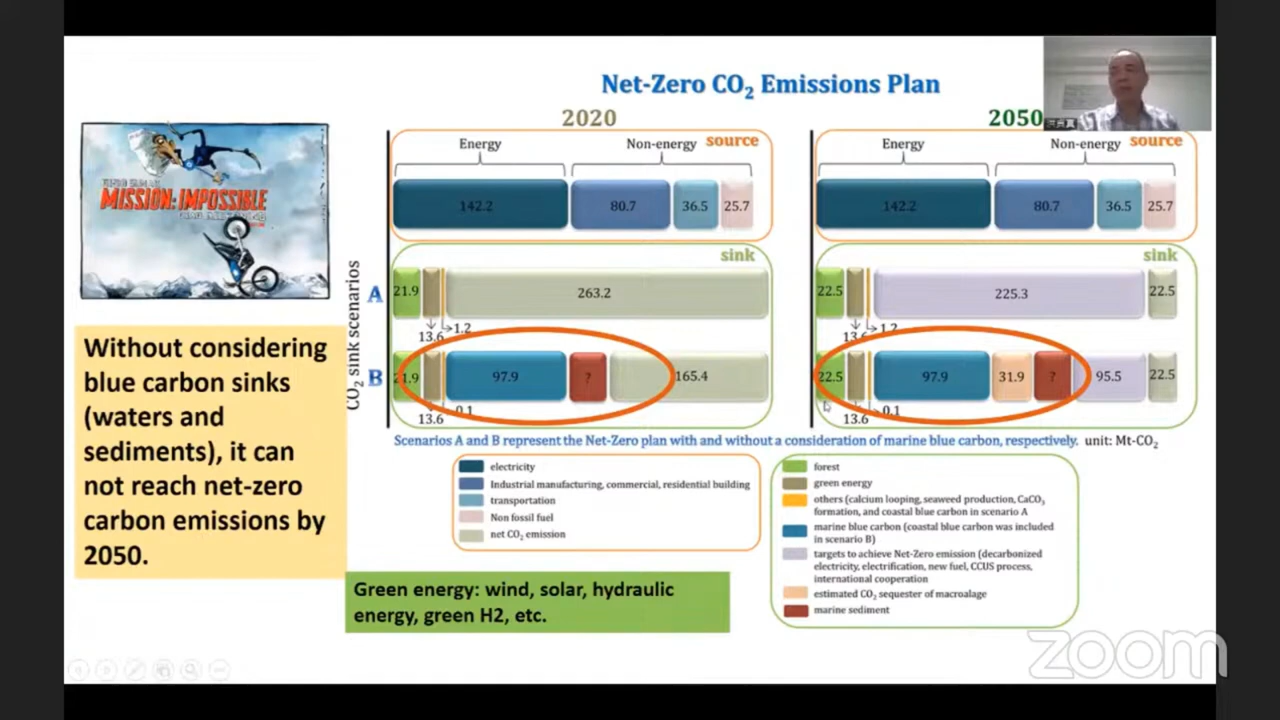 Net-Zero CO₂ Emissions Plan
2020
2050
Energy
Non-energy
source
142.2
80.7
36.5
25.7
Energy
Non-energy
source
142.2
80.7
36.5
25.7
MISSION: IMPOSSIBLE
CO₂ sink scenarios
sink
A
21.9
263.2
13.6
1.2
B
21.9
97.9
?
165.4
13.6
0.1
sink
22.5
225.3
22.5
13.6
1.2
22.5
97.9
31.9
?
95.5
22.5
13.6
0.1
Without considering
blue carbon sinks
(waters and
sediments), it can
not reach net-zero
carbon emissions by
2050.
Scenarios A and B represent the Net-Zero plan with and without a consideration of marine blue carbon, respectively. unit: Mt-CO₂
electricity
Industrial manufacturing, commercial, residential building
transportation
Non fossil fuel
net CO₂ emission
forest
green energy
others (calcium looping, seaweed production, CaCO₃
formation, and coastal blue carbon in scenario A
marine blue carbon (coastal blue carbon was included
in scenario B)
targets to achieve Net-Zero emission (decarbonized
electricity, electrification, new fuel, CCUS process,
international cooperation
estimated CO₂ sequester of macroalage
marine sediment
Green energy: wind, solar, hydraulic
energy, green H2, etc.
zoom